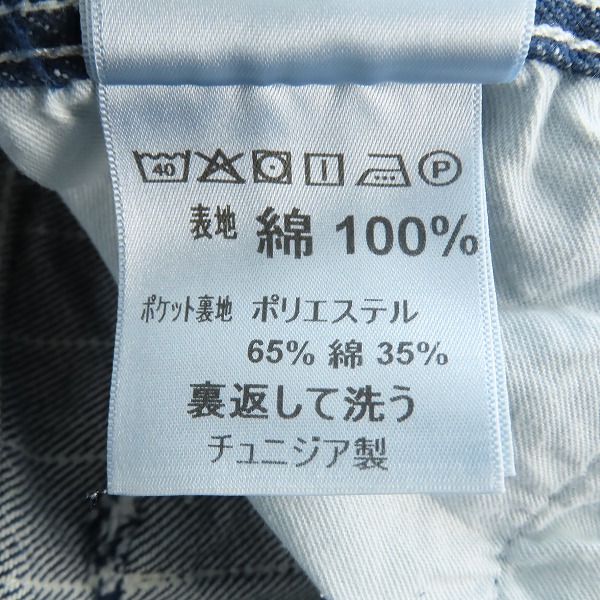 40 P
表地 綿 100%
ポケット裏地 ポリエステル
65% 綿 35%
裏返して洗う
チュニジア製